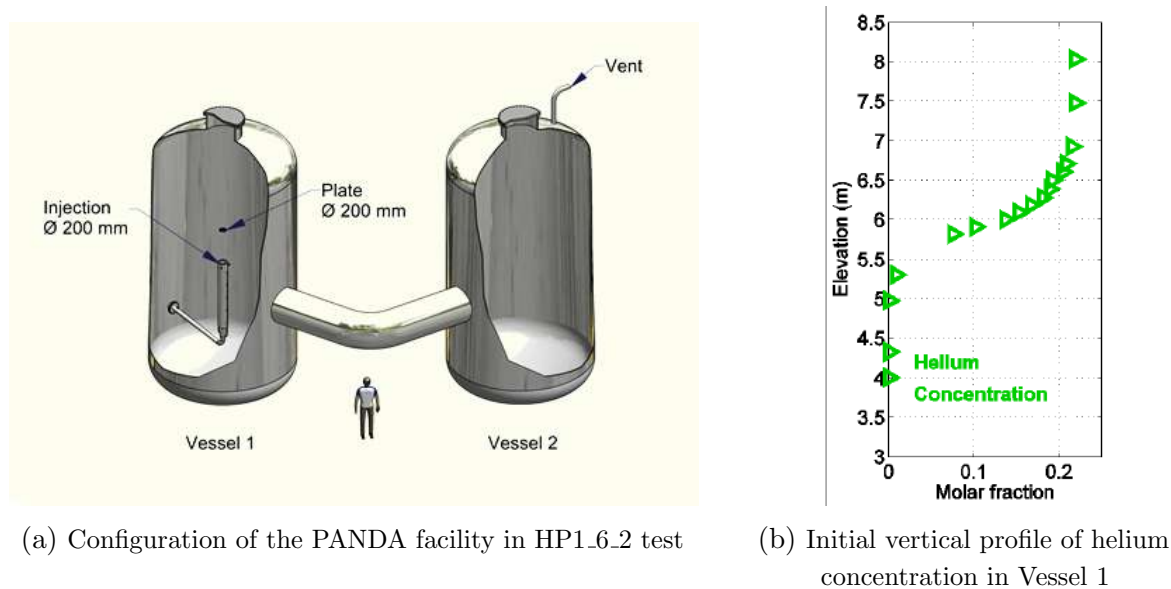 Vent
Plate
Ø 200 mm
Injection
Ø 200 mm
Vessel 1
Vessel 2
(a) Configuration of the PANDA facility in HP1_6_2 test
8.5
8
7.5
7
6.5
6
5.5
5
4.5
4
3.5
3
Elevation (m)
Helium
Concentration
0
0.1
0.2
Molar fraction
(b) Initial vertical profile of helium
concentration in Vessel 1